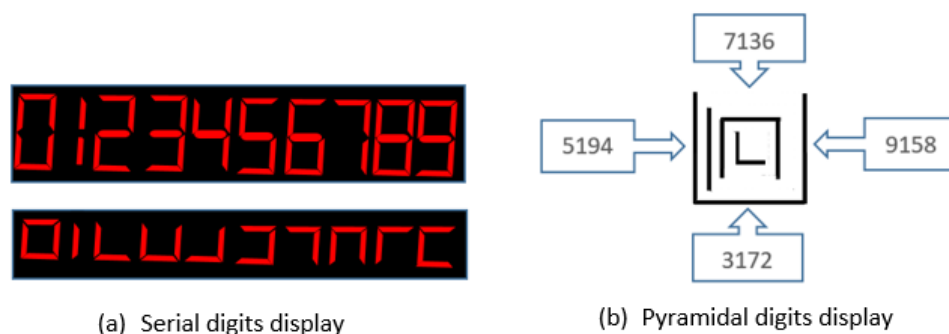 0123456789
7136
5194
9158
3172
(a) Serial digits display
(b) Pyramidal digits display